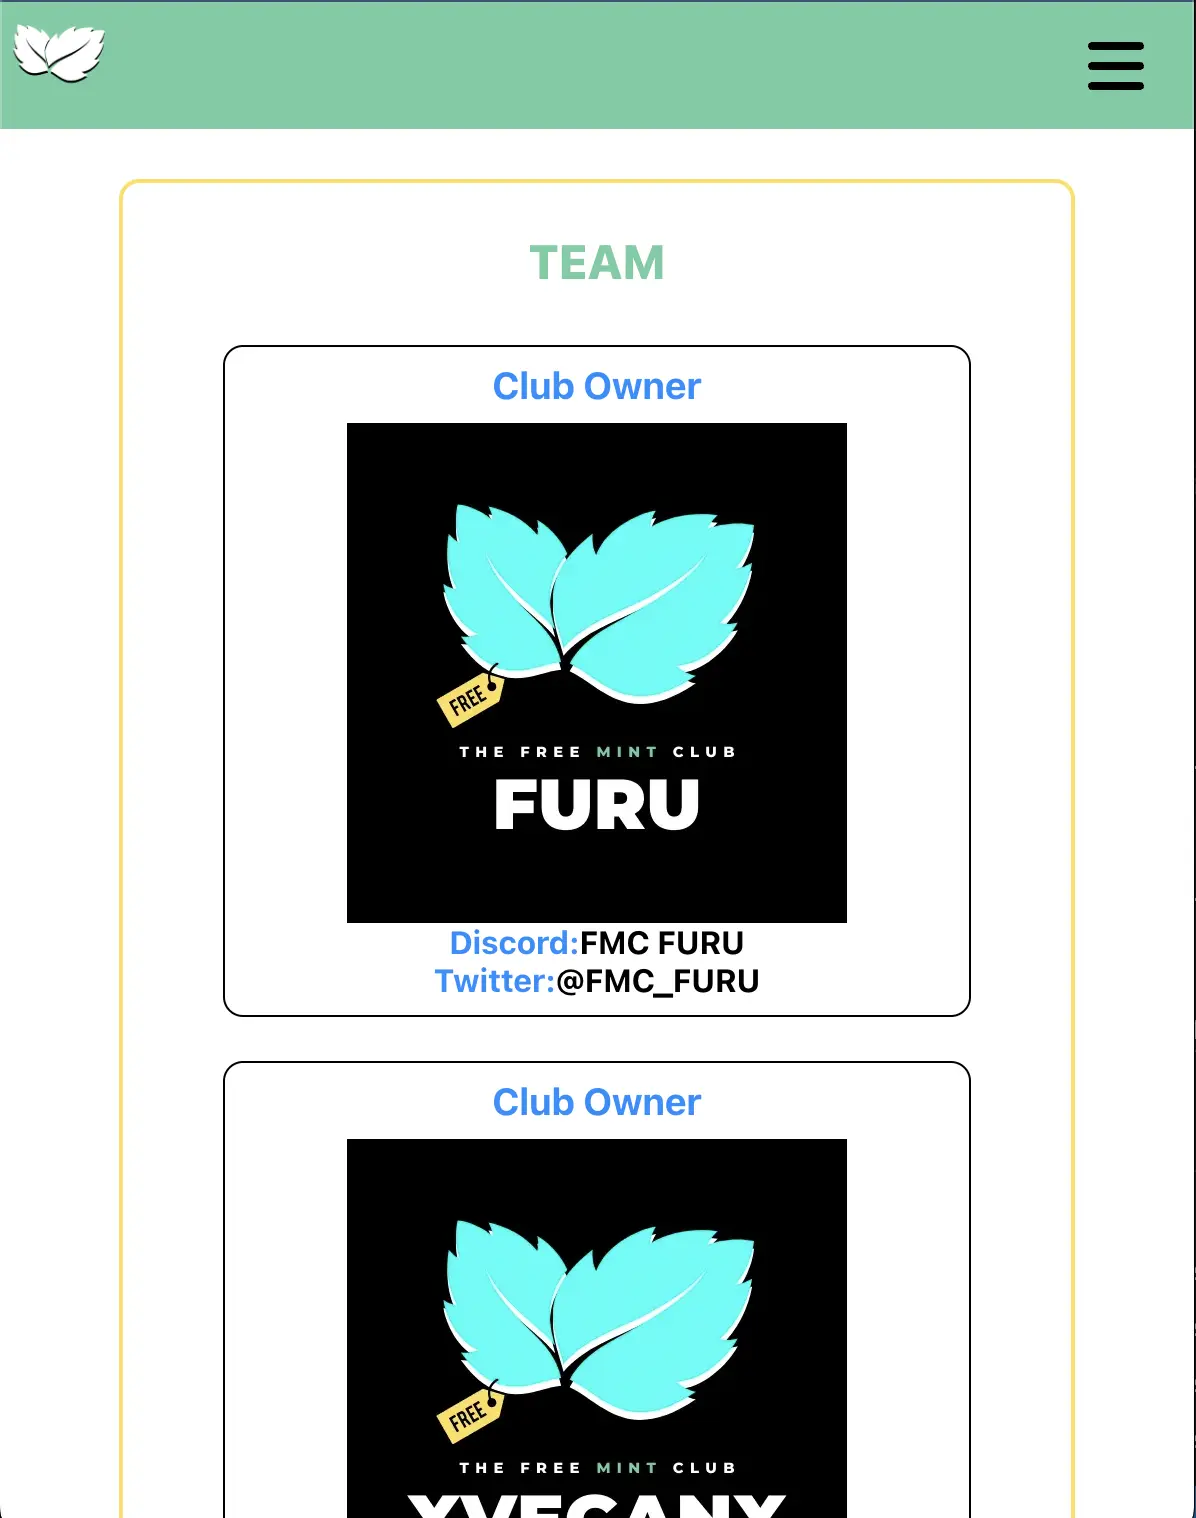 TEAM
Club Owner
FREE
THE FREE MINT CLUB
FURU
Discord:FMC FURU
Twitter:@FMC_FURU
Club Owner
FREE
THE FREE MINT CLUB